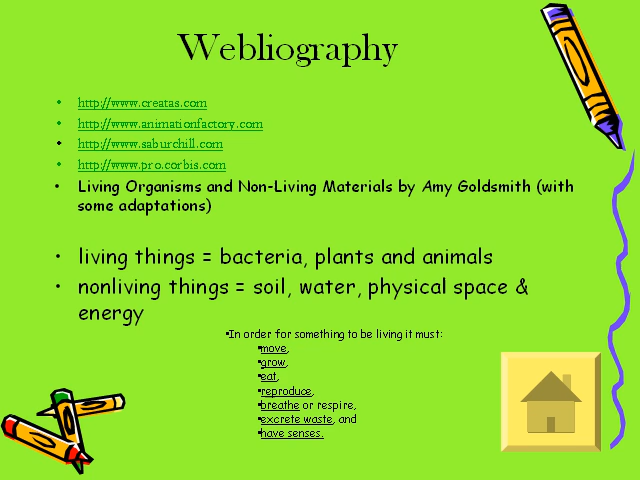 Webliography
• http://www.creatas.com
• http://www.animationfactory.com
• http://www.saburchill.com
• http://www.pro.corbis.com
• Living Organisms and Non-Living Materials by Amy Goldsmith (with
some adaptations)
• living things = bacteria, plants and animals
• nonliving things = soil, water, physical space &
energy
•In order for something to be living it must:
•move,
•grow,
•eat,
•reproduce,
•breathe or respire,
•excrete waste, and
•have senses.